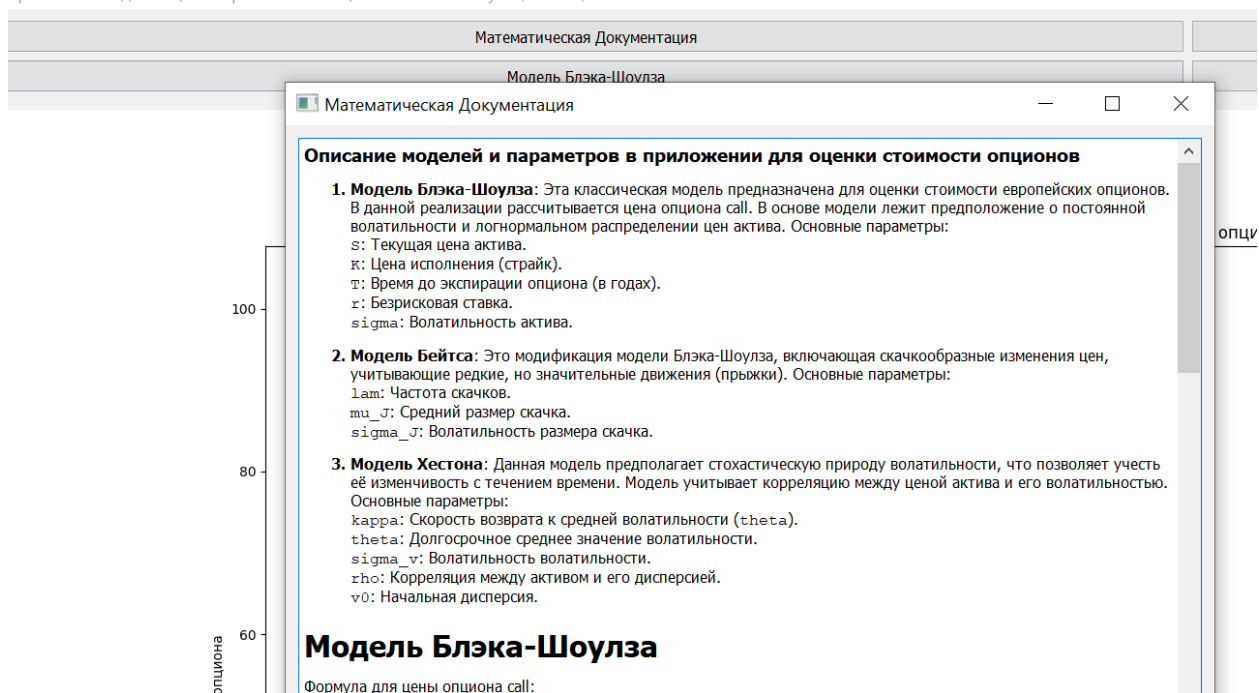 Математическая Документация
Модель Блэка-Шоулза
Математическая Документация
Описание моделей и параметров в приложении для оценки стоимости опционов
1. Модель Блэка-Шоулза: Эта классическая модель предназначена для оценки стоимости европейских опционов.
В данной реализации рассчитывается цена опциона call. В основе модели лежит предположение о постоянной
волатильности и логнормальном распределении цен актива. Основные параметры:
S: Текущая цена актива.
K: Цена исполнения (страйк).
T: Время до экспирации опциона (в годах).
r: Безрисковая ставка.
sigma: Волатильность актива.
2. Модель Бейтса: Это модификация модели Блэка-Шоулза, включающая скачкообразные изменения цен,
учитывающие редкие, но значительные движения (прыжки). Основные параметры:
lam: Частота скачков.
mu_J: Средний размер скачка.
sigma_J: Волатильность размера скачка.
3. Модель Хестона: Данная модель предполагает стохастическую природу волатильности, что позволяет учесть
её изменчивость с течением времени. Модель учитывает корреляцию между ценой актива и его волатильностью.
Основные параметры:
kappa: Скорость возврата к средней волатильности (theta).
theta: Долгосрочное среднее значение волатильности.
sigma_v: Волатильность волатильности.
rho: Корреляция между активом и его дисперсией.
v0: Начальная дисперсия.
Модель Блэка-Шоулза
Формула для цены опциона call:
опци
100
80
60
опциона